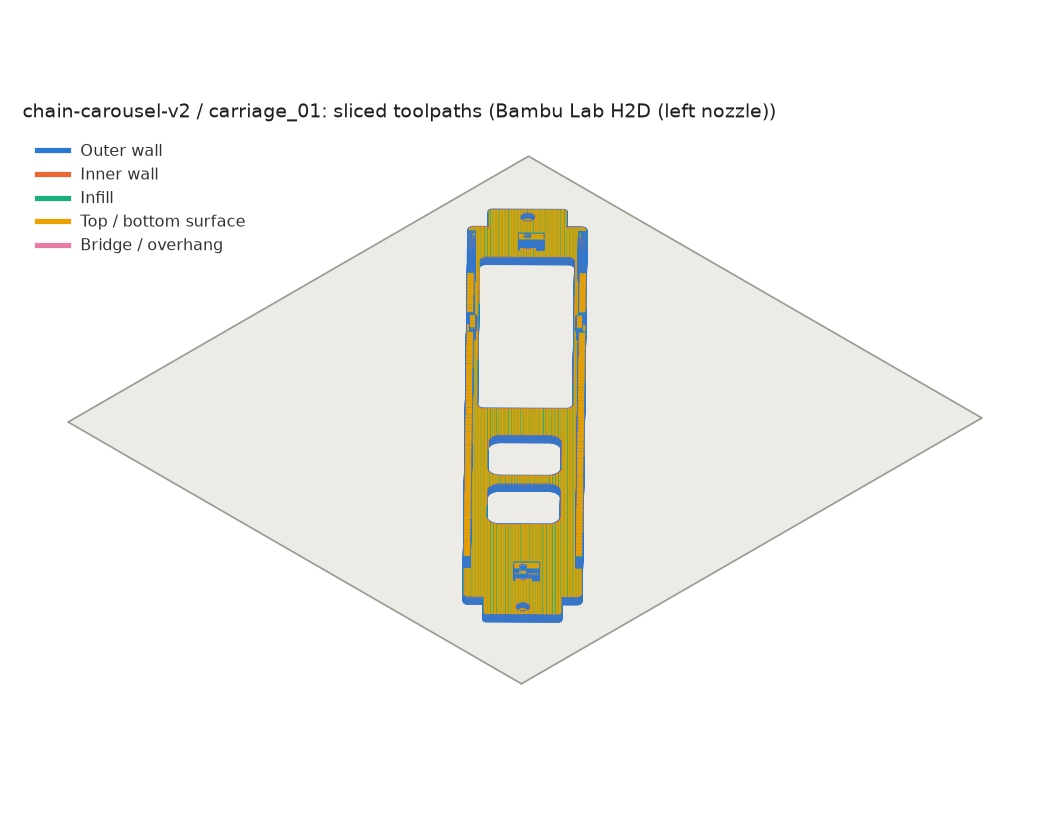 chain-carousel-v2 / carriage_01: sliced toolpaths (Bambu Lab H2D (left nozzle))
Outer wall
Inner wall
Infill
Top / bottom surface
Bridge / overhang